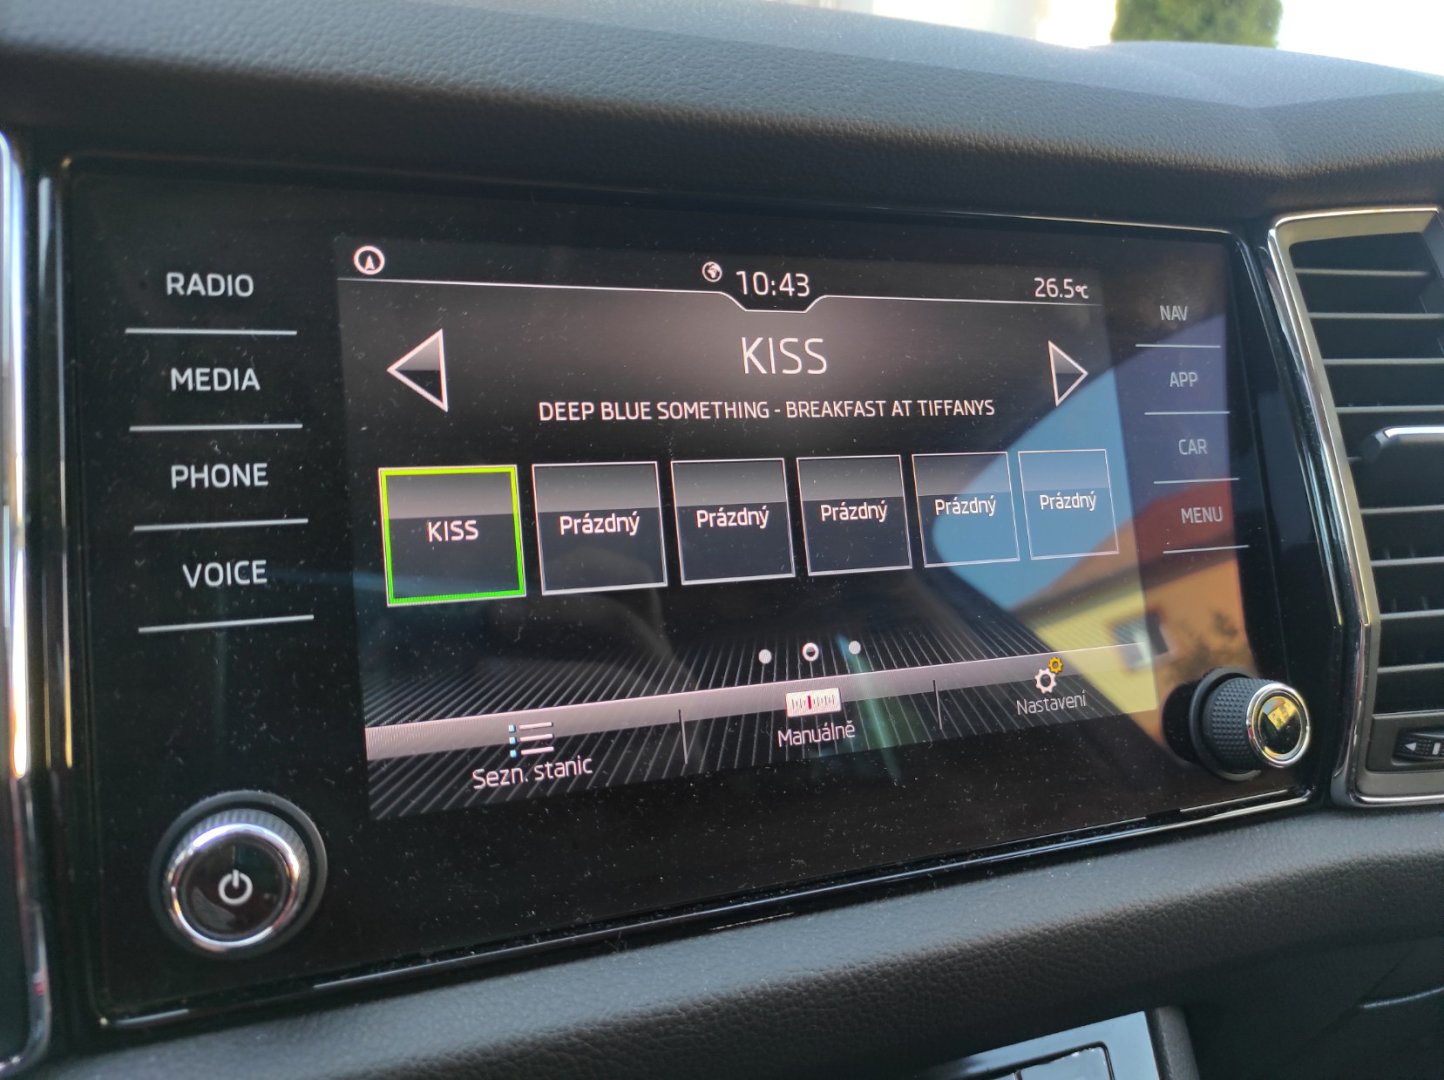 RADIO
MEDIA
PHONE
VOICE
10:43
26.5°C
KISS
DEEP BLUE SOMETHING - BREAKFAST AT TIFFANYS
KISS
Prázdný
Prázdný
Prázdný
Prázdný
Prázdný
Sezn. stanic
Manuálně
Nastavení
NAV
APP
CAR
MENU